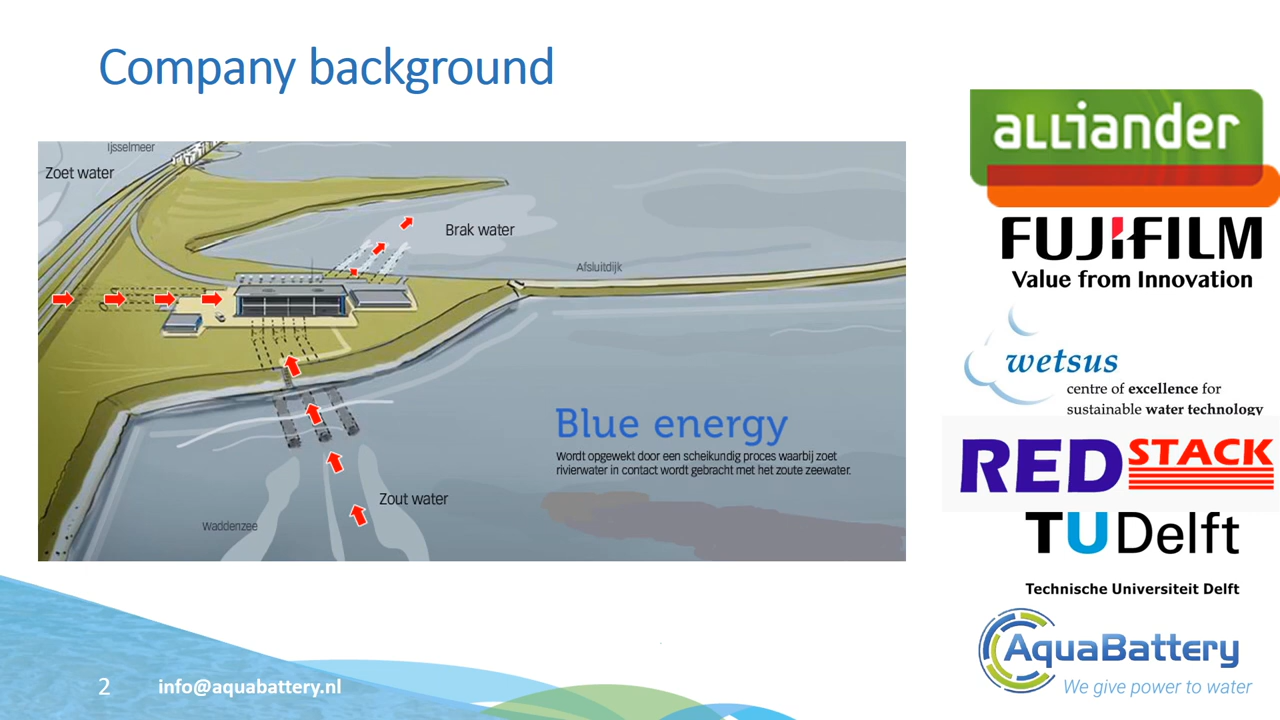 Company background
Ijsselmeer
Zoet water
Brak water
Afsluitdijk
Blue energy
Wordt opgewekt door een scheikundig proces waarbij zoet
rivierwater in contact wordt gebracht met het zoute zeewater.
Zout water
Waddenzee
alliander
FUJIFILM
Value from Innovation
wetsus
centre of excellence for
sustainable water technology
REDSTACK
TUDelft
Technische Universiteit Delft
AquaBattery
We give power to water
2
info@aquabattery.nl